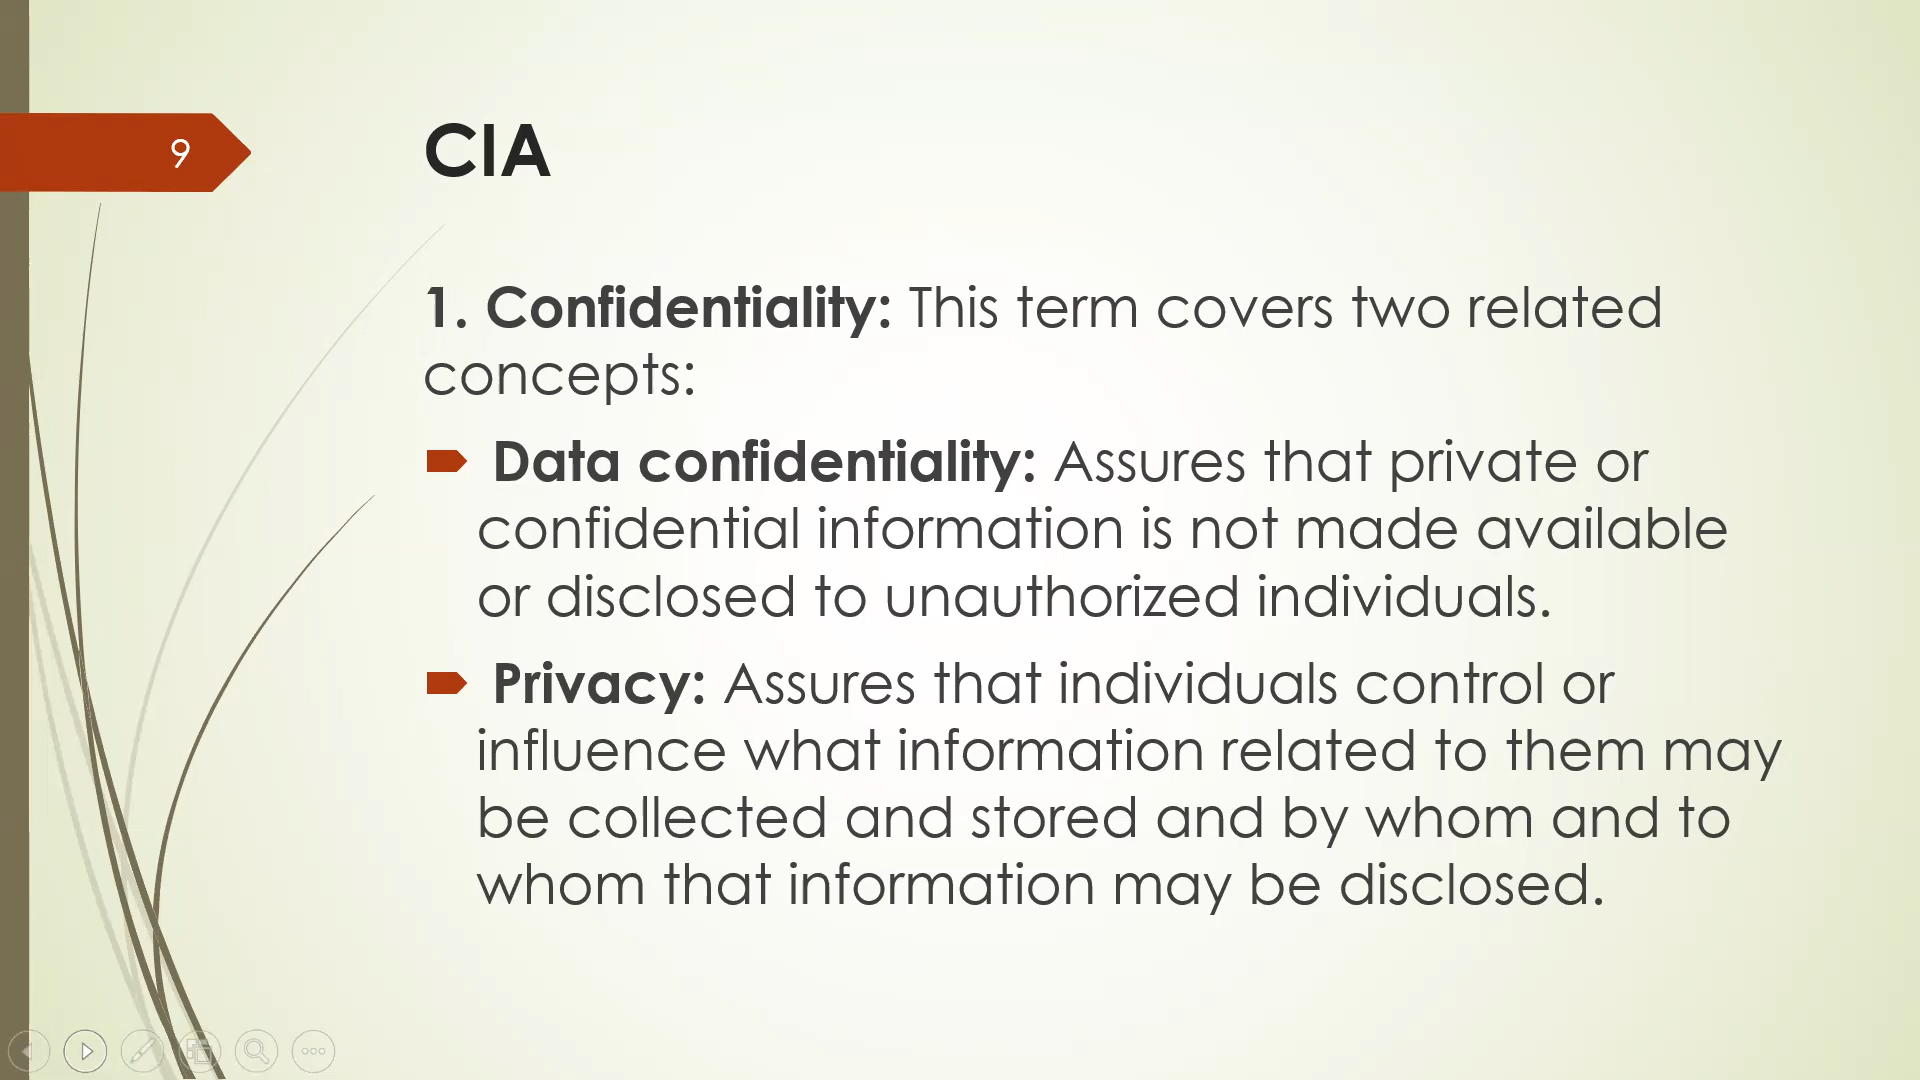 9
CIA
1. Confidentiality: This term covers two related
concepts:
Data confidentiality: Assures that private or
confidential information is not made available
or disclosed to unauthorized individuals.
Privacy: Assures that individuals control or
influence what information related to them may
be collected and stored and by whom and to
whom that information may be disclosed.